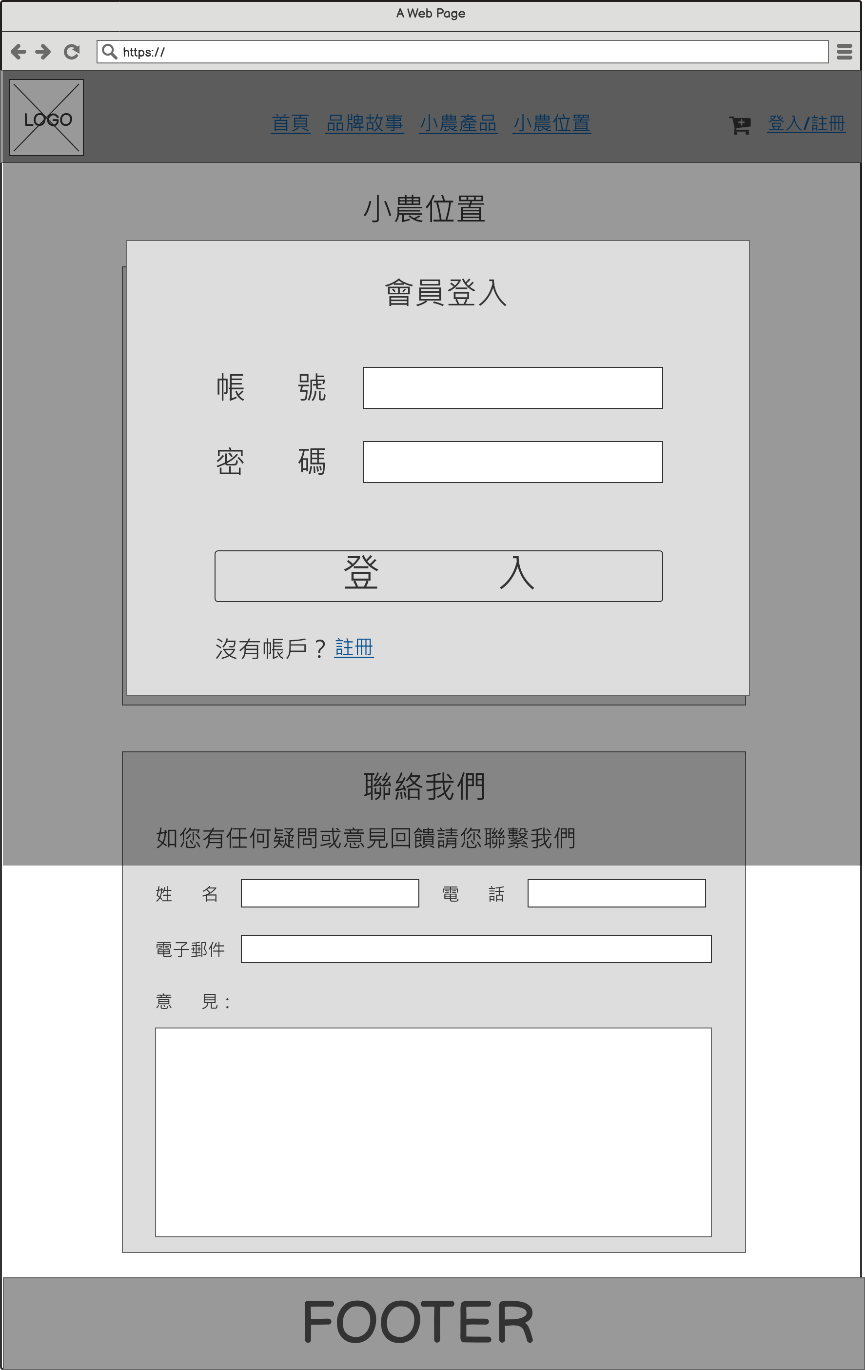 A Web Page
https://
LOGO
首頁 品牌故事 小農產品 小農位置 登入/註冊
小農位置
會員登入
帳 號
密 碼
登 入
沒有帳戶？註冊
聯絡我們
如您有任何疑問或意見回饋請您聯繫我們
姓 名 電 話
電子郵件
意 見：
FOOTER